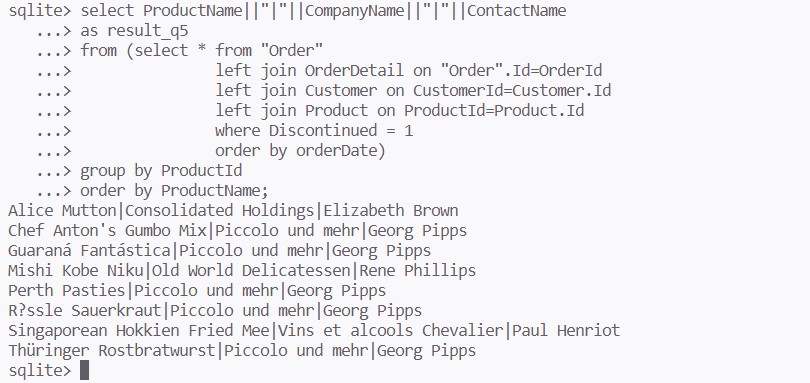 sqlite> select ProductName||"|"||CompanyName||"|"||ContactName
...> as result_q5
...> from (select * from "Order"
...> left join OrderDetail on "Order".Id=OrderId
...> left join Customer on CustomerId=Customer.Id
...> left join Product on ProductId=Product.Id
...> where Discontinued = 1
...> order by orderDate)
...> group by ProductId
...> order by ProductName;
Alice Mutton|Consolidated Holdings|Elizabeth Brown
Chef Anton's Gumbo Mix|Piccolo und mehr|Georg Pipps
Guaraná Fantástica|Piccolo und mehr|Georg Pipps
Mishi Kobe Niku|Old World Delicatessen|Rene Phillips
Perth Pasties|Piccolo und mehr|Georg Pipps
R?ssle Sauerkraut|Piccolo und mehr|Georg Pipps
Singaporean Hokkien Fried Mee|Vins et alcools Chevalier|Paul Henriot
Thüringer Rostbratwurst|Piccolo und mehr|Georg Pipps
sqlite>